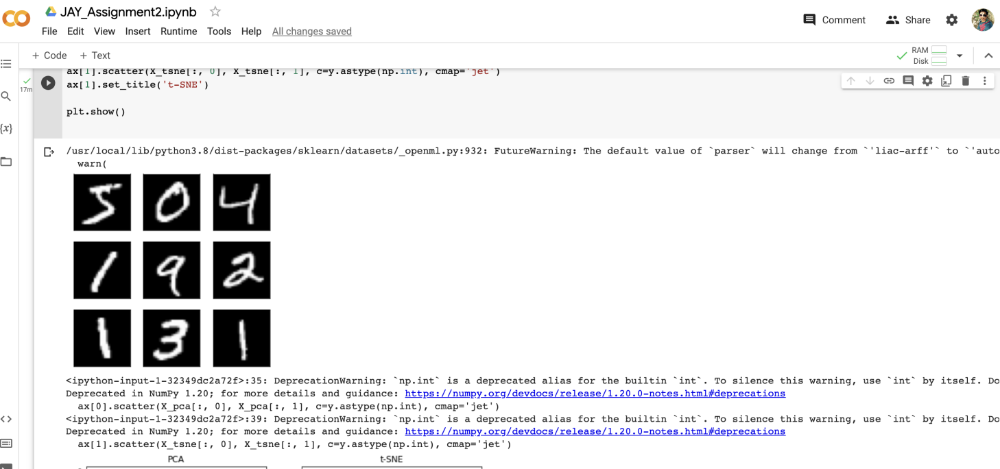 JAY_Assignment2.ipynb
File Edit View Insert Runtime Tools Help All changes saved
Comment Share
+ Code + Text
RAM
Disk
17m
ax[1].scatter(X_tsne[:, 0], X_tsne[:, 1], c=y.astype(np.int), cmap='jet')
ax[1].set_title('t-SNE')
plt.show()
{x}
/usr/local/lib/python3.8/dist-packages/sklearn/datasets/_openml.py:932: FutureWarning: The default value of `parser` will change from `'liac-arff'` to `'auto
warn(
5 0 4
1 9 2
1 3 1
<ipython-input-1-32349dc2a72f>:35: DeprecationWarning: `np.int` is a deprecated alias for the builtin `int`. To silence this warning, use `int` by itself. Do
Deprecated in NumPy 1.20; for more details and guidance: https://numpy.org/devdocs/release/1.20.0-notes.html#deprecations
ax[0].scatter(X_pca[:, 0], X_pca[:, 1], c=y.astype(np.int), cmap='jet')
<ipython-input-1-32349dc2a72f>:39: DeprecationWarning: `np.int` is a deprecated alias for the builtin `int`. To silence this warning, use `int` by itself. Do
Deprecated in NumPy 1.20; for more details and guidance: https://numpy.org/devdocs/release/1.20.0-notes.html#deprecations
ax[1].scatter(X_tsne[:, 0], X_tsne[:, 1], c=y.astype(np.int), cmap='jet')
PCA t-SNE